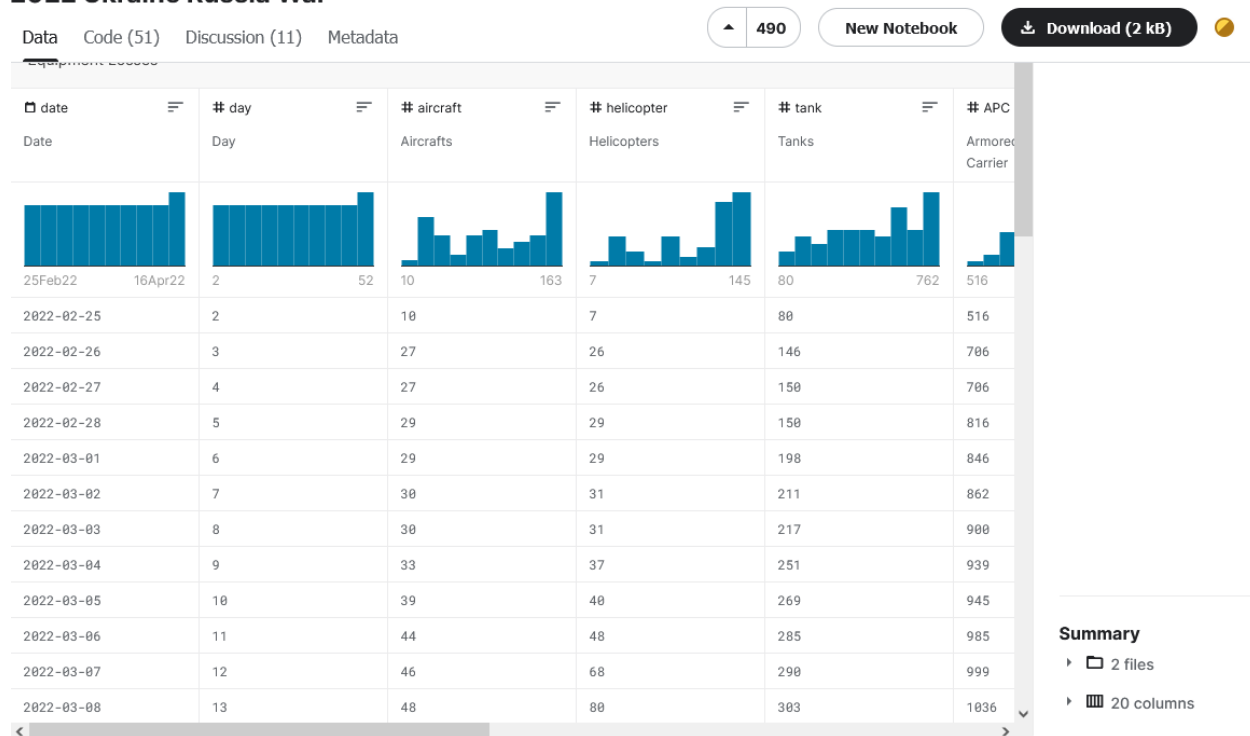 2022 Ukraine Russia War
Data Code (51) Discussion (11) Metadata 490 New Notebook Download (2 kB)
Equipment Losses
date # day # aircraft # helicopter # tank # APC
Date Day Aircrafts Helicopters Tanks Armored
Carrier
25Feb22 16Apr22 2 52 10 163 7 145 80 762 516
2022-02-25 2 10 7 80 516
2022-02-26 3 27 26 146 706
2022-02-27 4 27 26 150 706
2022-02-28 5 29 29 150 816
2022-03-01 6 29 29 198 846
2022-03-02 7 30 31 211 862
2022-03-03 8 30 31 217 900
2022-03-04 9 33 37 251 939
2022-03-05 10 39 40 269 945
2022-03-06 11 44 48 285 985
2022-03-07 12 46 68 290 999
2022-03-08 13 48 80 303 1036
Summary
2 files
20 columns